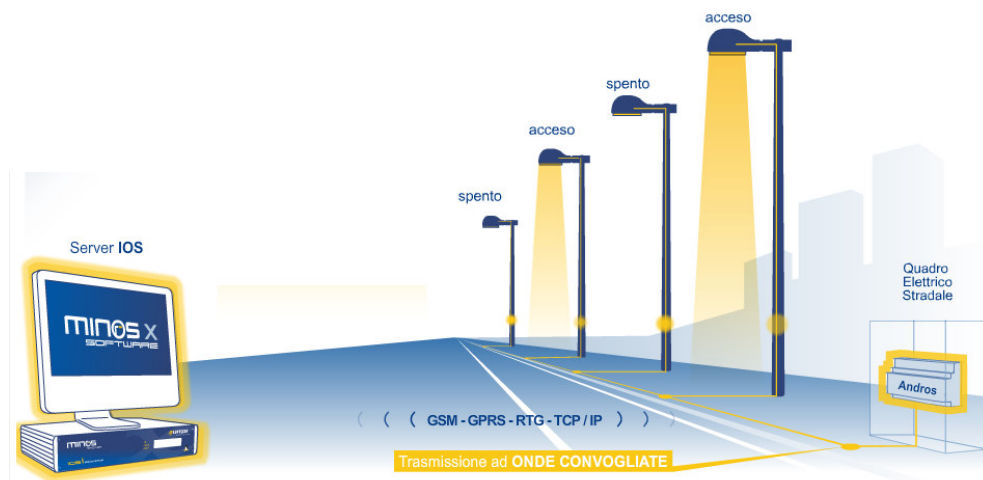 acceso
spento
acceso
spento
Server IOS
Quadro
Elettrico
Stradale
minos x
SOFTWARE
Andros
minos
( ( ( GSM - GPRS - RTG - TCP / IP ) ) )
Trasmissione ad ONDE CONVOGLIATE